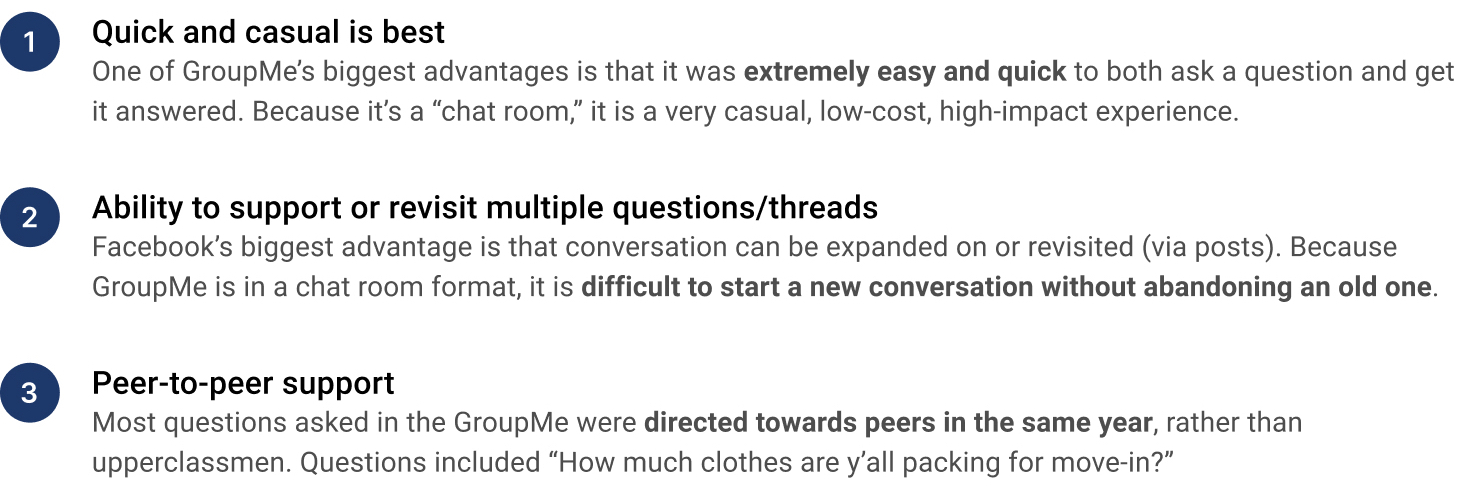 1
Quick and casual is best
One of GroupMe’s biggest advantages is that it was extremely easy and quick to both ask a question and get
it answered. Because it’s a “chat room,” it is a very casual, low-cost, high-impact experience.
2
Ability to support or revisit multiple questions/threads
Facebook’s biggest advantage is that conversation can be expanded on or revisited (via posts). Because
GroupMe is in a chat room format, it is difficult to start a new conversation without abandoning an old one.
3
Peer-to-peer support
Most questions asked in the GroupMe were directed towards peers in the same year, rather than
upperclassmen. Questions included “How much clothes are y’all packing for move-in?”